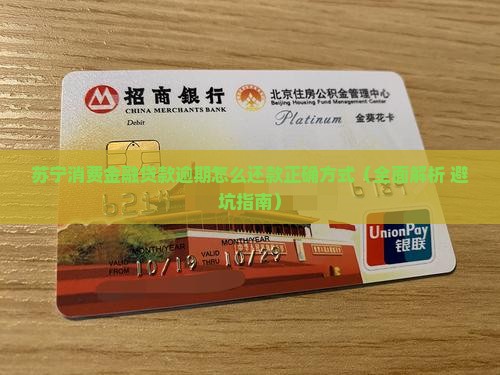 招商银行
CHINA MERCHANTS BANK
北京住房公积金管理中心
Beijing Housing Fund Management Center
Debit
Platinum 金葵花卡
苏宁消费金融贷款逾期怎么还款正确方式（全面解析 避
坑指南）
MONTH/YEAR MONTH/YEAR
VALID FROM 10/19 VALID THRU 10/29
UnionPay
银联